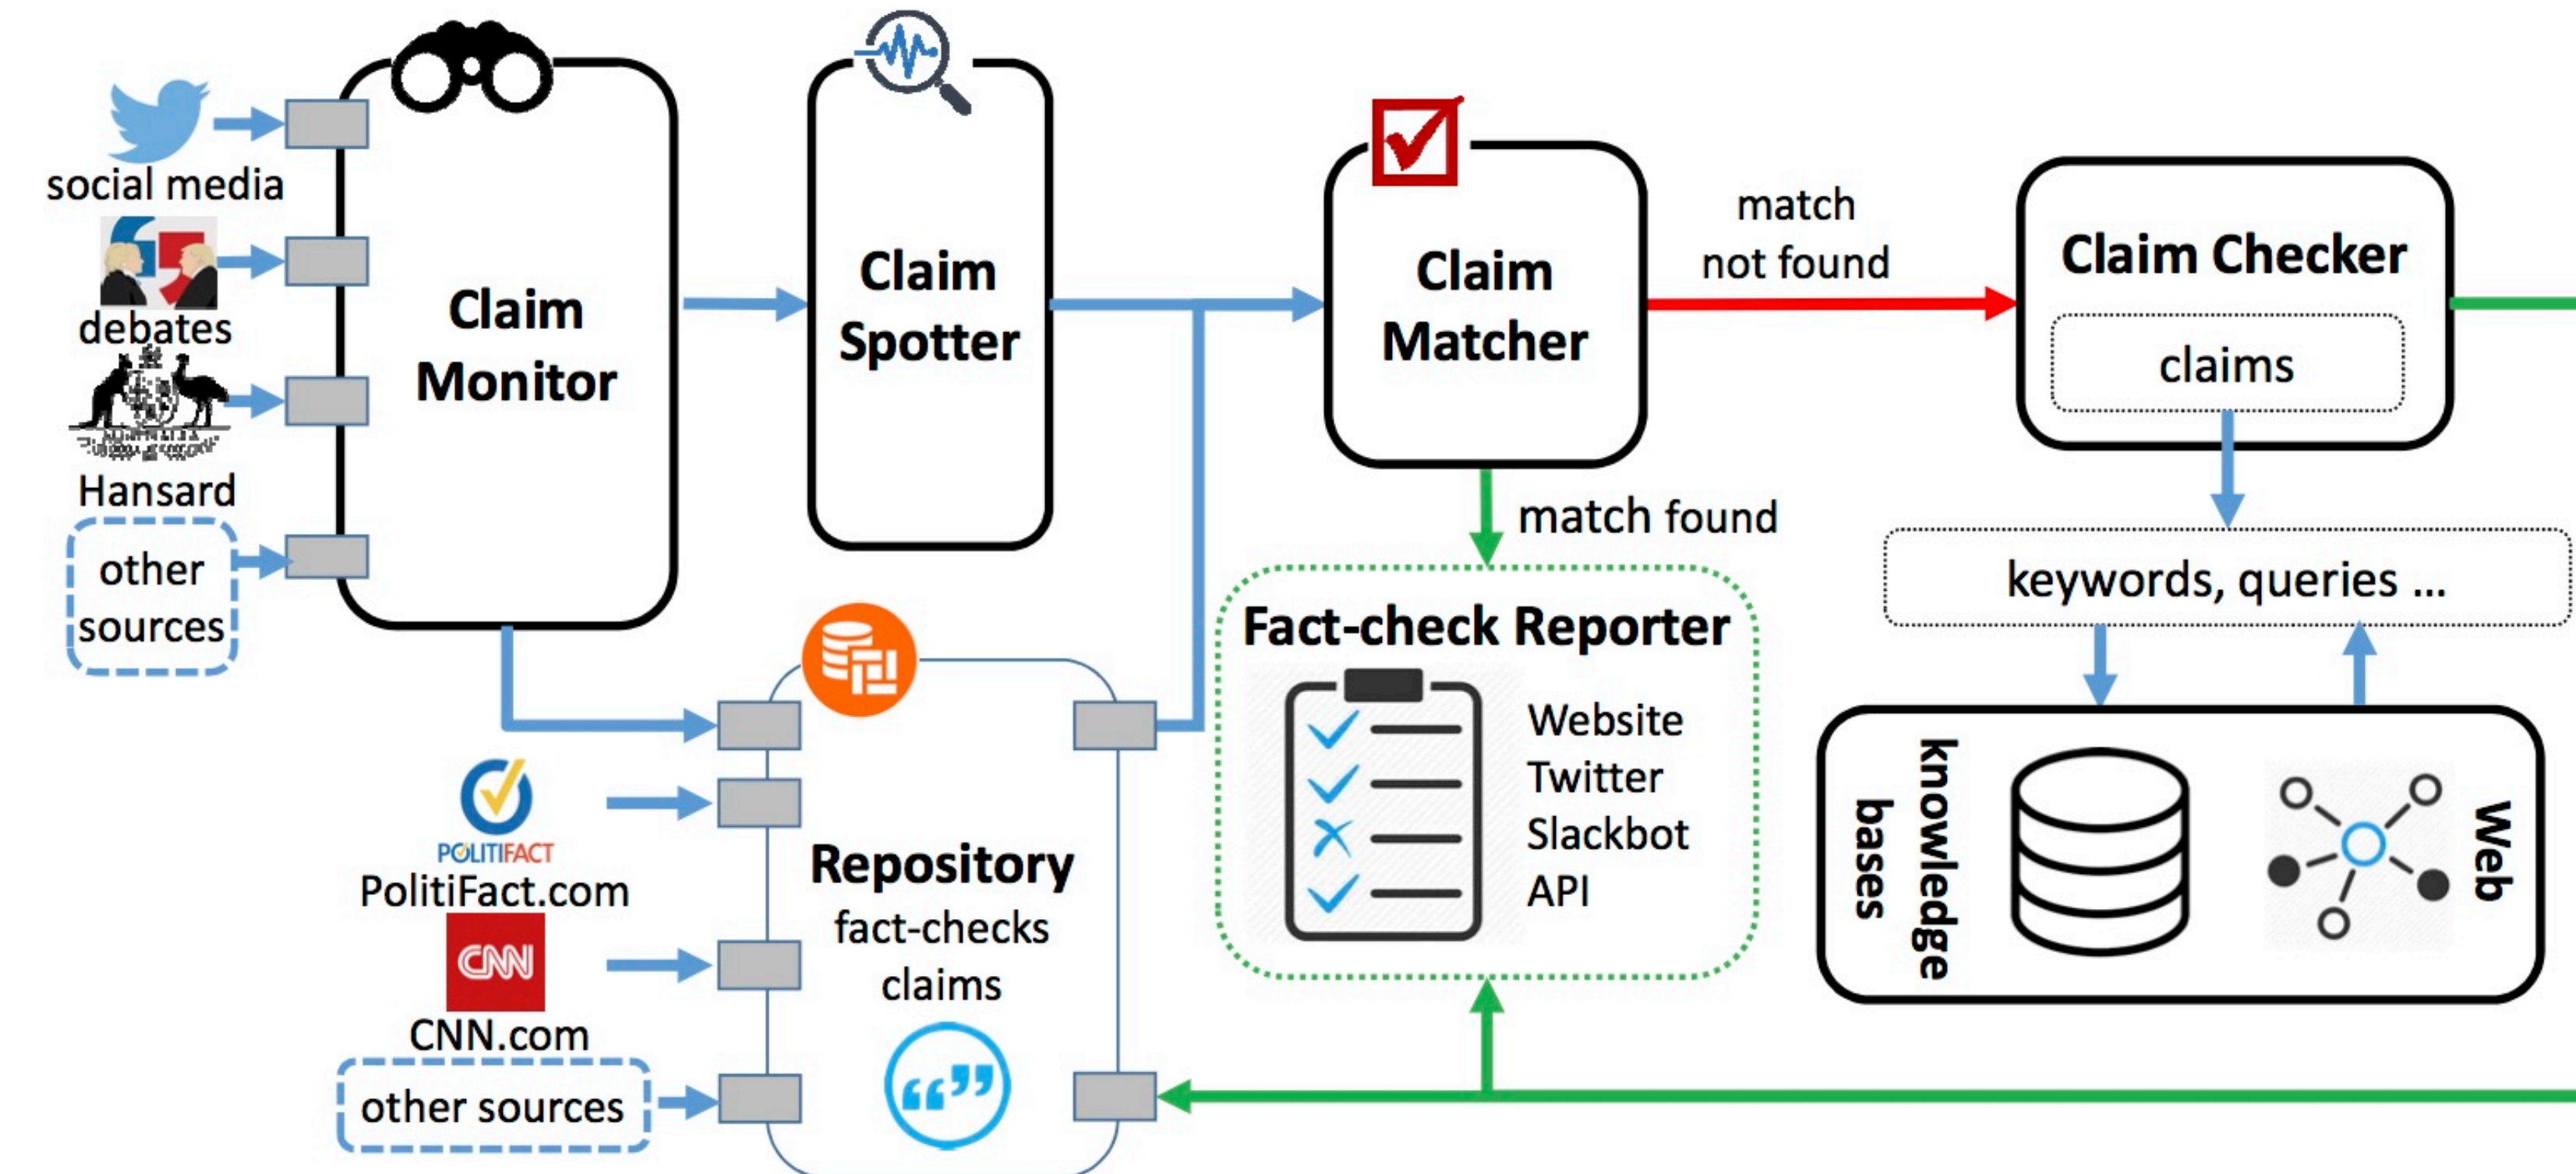 social media
debates
Hansard
other
sources
Claim
Monitor
Claim
Spotter
Claim
Matcher
match
not found
Claim Checker
claims
match found
keywords, queries ...
Fact-check Reporter
Website
Twitter
Slackbot
API
knowledge
bases
Web
POLITIFACT
PolitiFact.com
CNN
CNN.com
other sources
Repository
fact-checks
claims